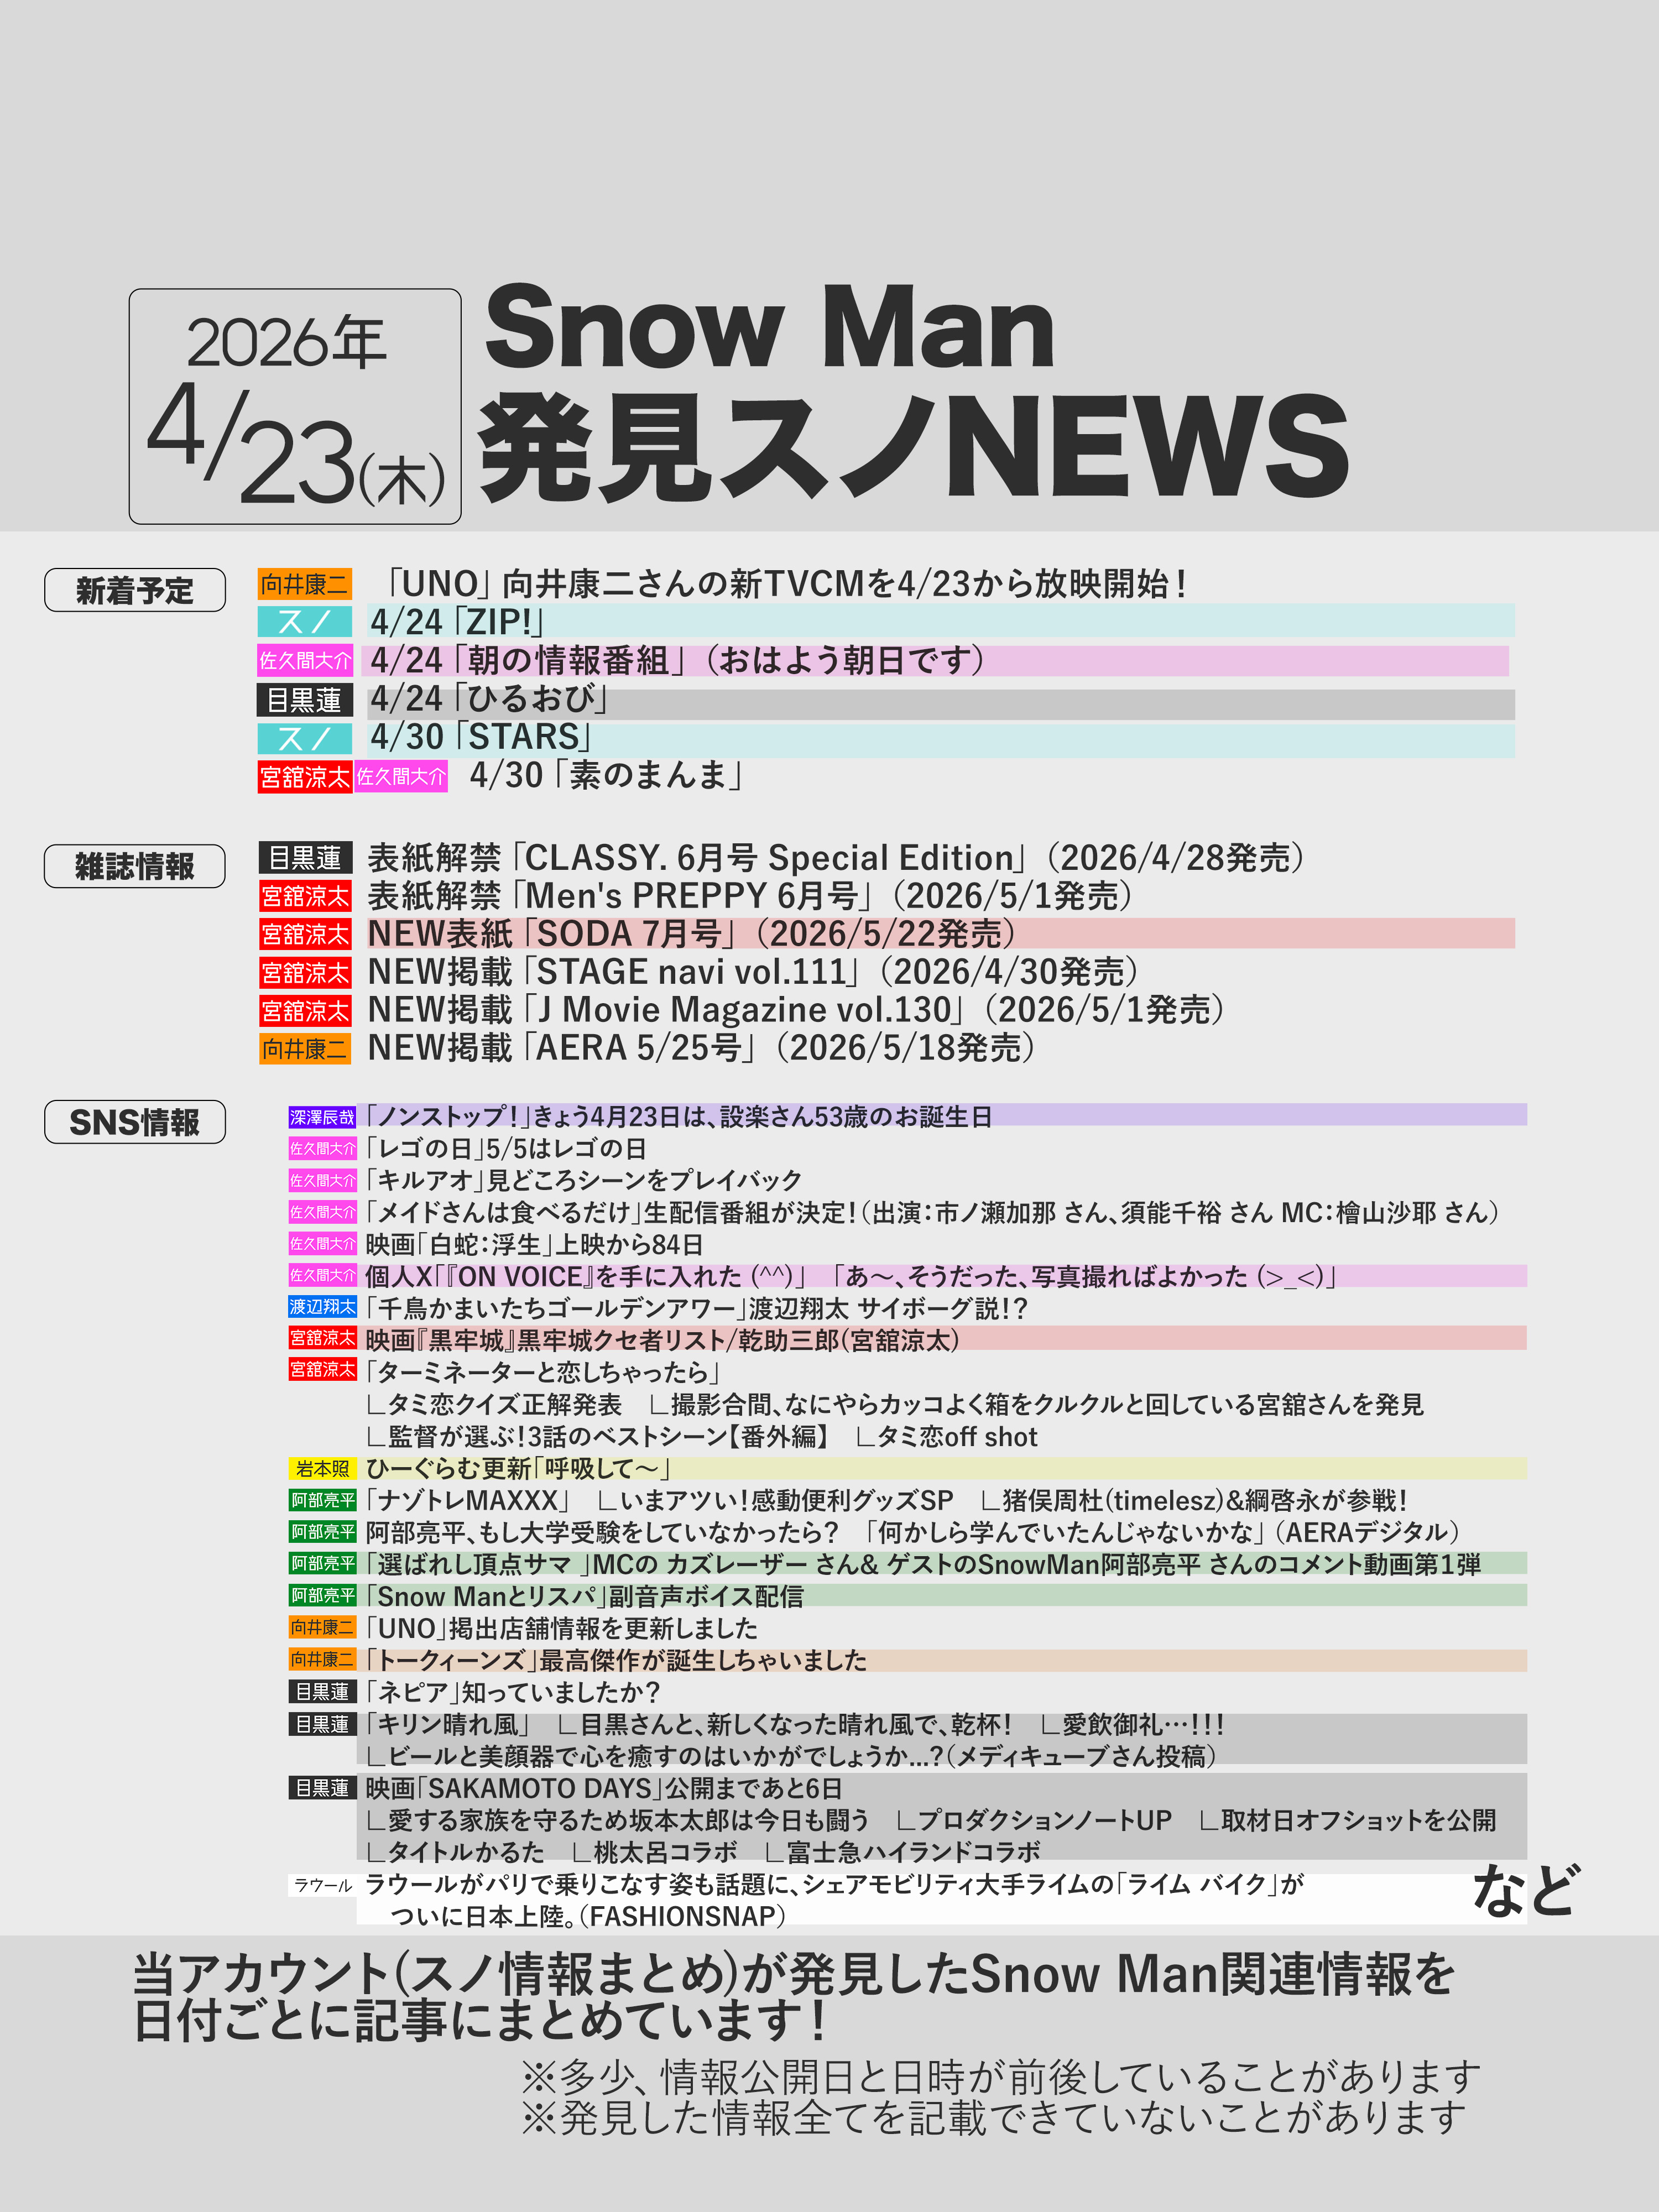 2026年
4/23(木)
Snow Man
発見スノNEWS
新着予定
向井康二 「UNO」 向井康二さんの新TVCMを4/23から放映開始！
スノ 4/24 「ZIP!」
佐久間大介 4/24 「朝の情報番組」（おはよう朝日です）
目黒蓮 4/24 「ひるおび」
スノ 4/30 「STARS」
宮舘涼太 佐久間大介 4/30 「素のまんま」
雑誌情報
目黒蓮 表紙解禁 「CLASSY. 6月号 Special Edition」（2026/4/28発売）
宮舘涼太 表紙解禁 「Men's PREPPY 6月号」（2026/5/1発売）
宮舘涼太 NEW表紙 「SODA 7月号」（2026/5/22発売）
宮舘涼太 NEW掲載 「STAGE navi vol.111」（2026/4/30発売）
宮舘涼太 NEW掲載 「J Movie Magazine vol.130」（2026/5/1発売）
向井康二 NEW掲載 「AERA 5/25号」（2026/5/18発売）
SNS情報
深澤辰哉 「ノンストップ！」きょう4月23日は、設楽さん53歳のお誕生日
佐久間大介 「レゴの日」5/5はレゴの日
佐久間大介 「キルアオ」見どころシーンをプレイバック
佐久間大介 「メイドさんは食べるだけ」生配信番組が決定！（出演：市ノ瀬加那 さん、須能千裕 さん MC：檜山沙耶 さん）
佐久間大介 映画「白蛇：浮生」上映から84日
佐久間大介 個人X「『ON VOICE』を手に入れた (^^)」 「あ～、そうだった、写真撮ればよかった (>_<)」
渡辺翔太 「千鳥かまいたちゴールデンアワー」渡辺翔太 サイボーグ説！？
宮舘涼太 映画『黒牢城』黒牢城クセ者リスト/乾助三郎(宮舘涼太)
宮舘涼太 「ターミネーターと恋しちゃったら」
∟タミ恋クイズ正解発表 ∟撮影合間、なにやらカッコよく箱をクルクルと回している宮舘さんを発見
∟監督が選ぶ！3話のベストシーン【番外編】 ∟タミ恋off shot
岩本照 ひーぐらむ更新「呼吸して～」
阿部亮平 「ナゾトレMAXXX」 ∟いまアツい！感動便利グッズSP ∟猪俣周杜(timelesz)&綱啓永が参戦！
阿部亮平 阿部亮平、もし大学受験をしていなかったら？ 「何かしら学んでいたんじゃないかな」（AERAデジタル）
阿部亮平 「選ばれし頂点サマ 」MCの カズレーザー さん& ゲストのSnowMan阿部亮平 さんのコメント動画第1弾
阿部亮平 「Snow Manとリスパ」副音声ボイス配信
向井康二 「UNO」掲出店舗情報を更新しました
向井康二 「トークィーンズ」最高傑作が誕生しちゃいました
目黒蓮 「ネピア」知っていましたか？
目黒蓮 「キリン晴れ風」 ∟目黒さんと、新しくなった晴れ風で、乾杯！ ∟愛飲御礼…！！！
∟ビールと美顔器で心を癒すのはいかがでしょうか...？（メディキューブさん投稿）
目黒蓮 映画「SAKAMOTO DAYS」公開まであと6日
∟愛する家族を守るため坂本太郎は今日も闘う ∟プロダクションノートUP ∟取材日オフショットを公開
∟タイトルかるた ∟桃太呂コラボ ∟富士急ハイランドコラボ
ラウール ラウールがパリで乗りこなす姿も話題に、シェアモビリティ大手ライムの「ライム バイク」が
ついに日本上陸。（FASHIONSNAP）
など
当アカウント(スノ情報まとめ)が発見したSnow Man関連情報を
日付ごとに記事にまとめています！
※多少、情報公開日と日時が前後していることがあります
※発見した情報全てを記載できていないことがあります